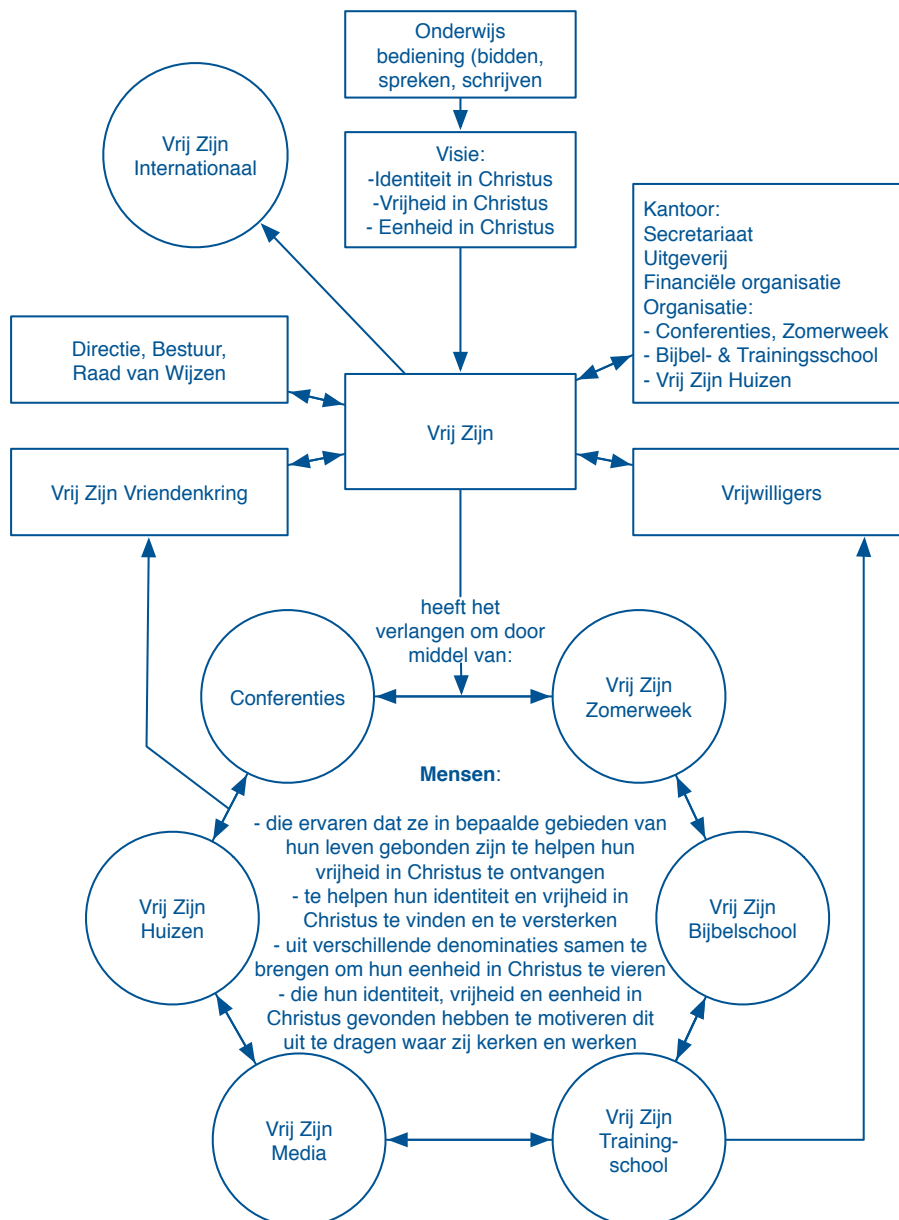 Onderwijs
bediening (bidden,
spreken, schrijven
Vrij Zijn
Internationaal
Visie:
-Identiteit in Christus
-Vrijheid in Christus
- Eenheid in Christus
Kantoor:
Secretariaat
Uitgeverij
Financiële organisatie
Organisatie:
- Conferenties, Zomerweek
- Bijbel- & Trainingsschool
- Vrij Zijn Huizen
Directie, Bestuur,
Raad van Wijzen
Vrij Zijn
Vrij Zijn Vriendenkring
Vrijwilligers
heeft het
verlangen om door
middel van:
Conferenties
Vrij Zijn
Zomerweek
Mensen:
- die ervaren dat ze in bepaalde gebieden van
hun leven gebonden zijn te helpen hun
vrijheid in Christus te ontvangen
- te helpen hun identiteit en vrijheid in
Christus te vinden en te versterken
- uit verschillende denominaties samen te
brengen om hun eenheid in Christus te vieren
- die hun identiteit, vrijheid en eenheid in
Christus gevonden hebben te motiveren dit
uit te dragen waar zij kerken en werken
Vrij Zijn
Huizen
Vrij Zijn
Bijbelschool
Vrij Zijn
Media
Vrij Zijn
Training-
school